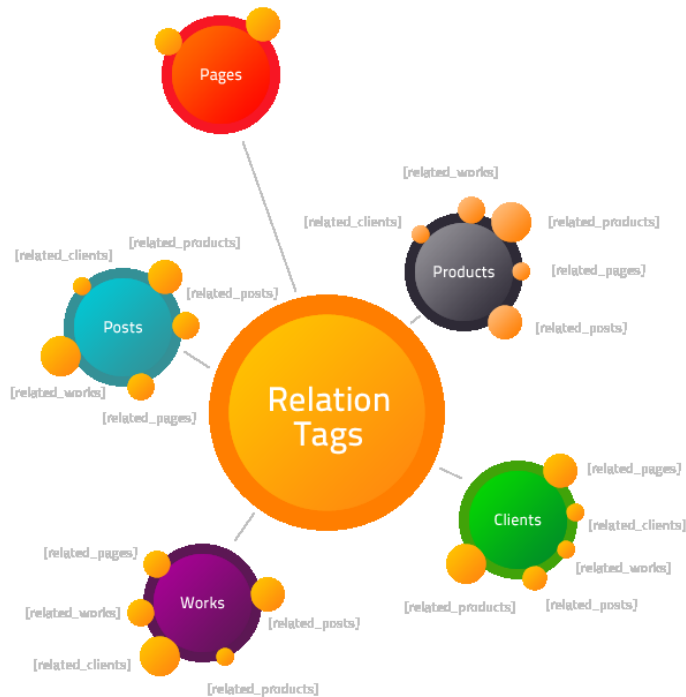 Pages
[related_works]
[related_clients]
[related_products]
Products
[related_pages]
[related_posts]
[related_products]
[related_clients]
[related_posts]
Posts
[related_works]
[related_pages]
Relation
Tags
[related_pages]
Clients
[related_clients]
[related_works]
[related_posts]
[related_products]
[related_pages]
Works
[related_works]
[related_posts]
[related_clients]
[related_products]